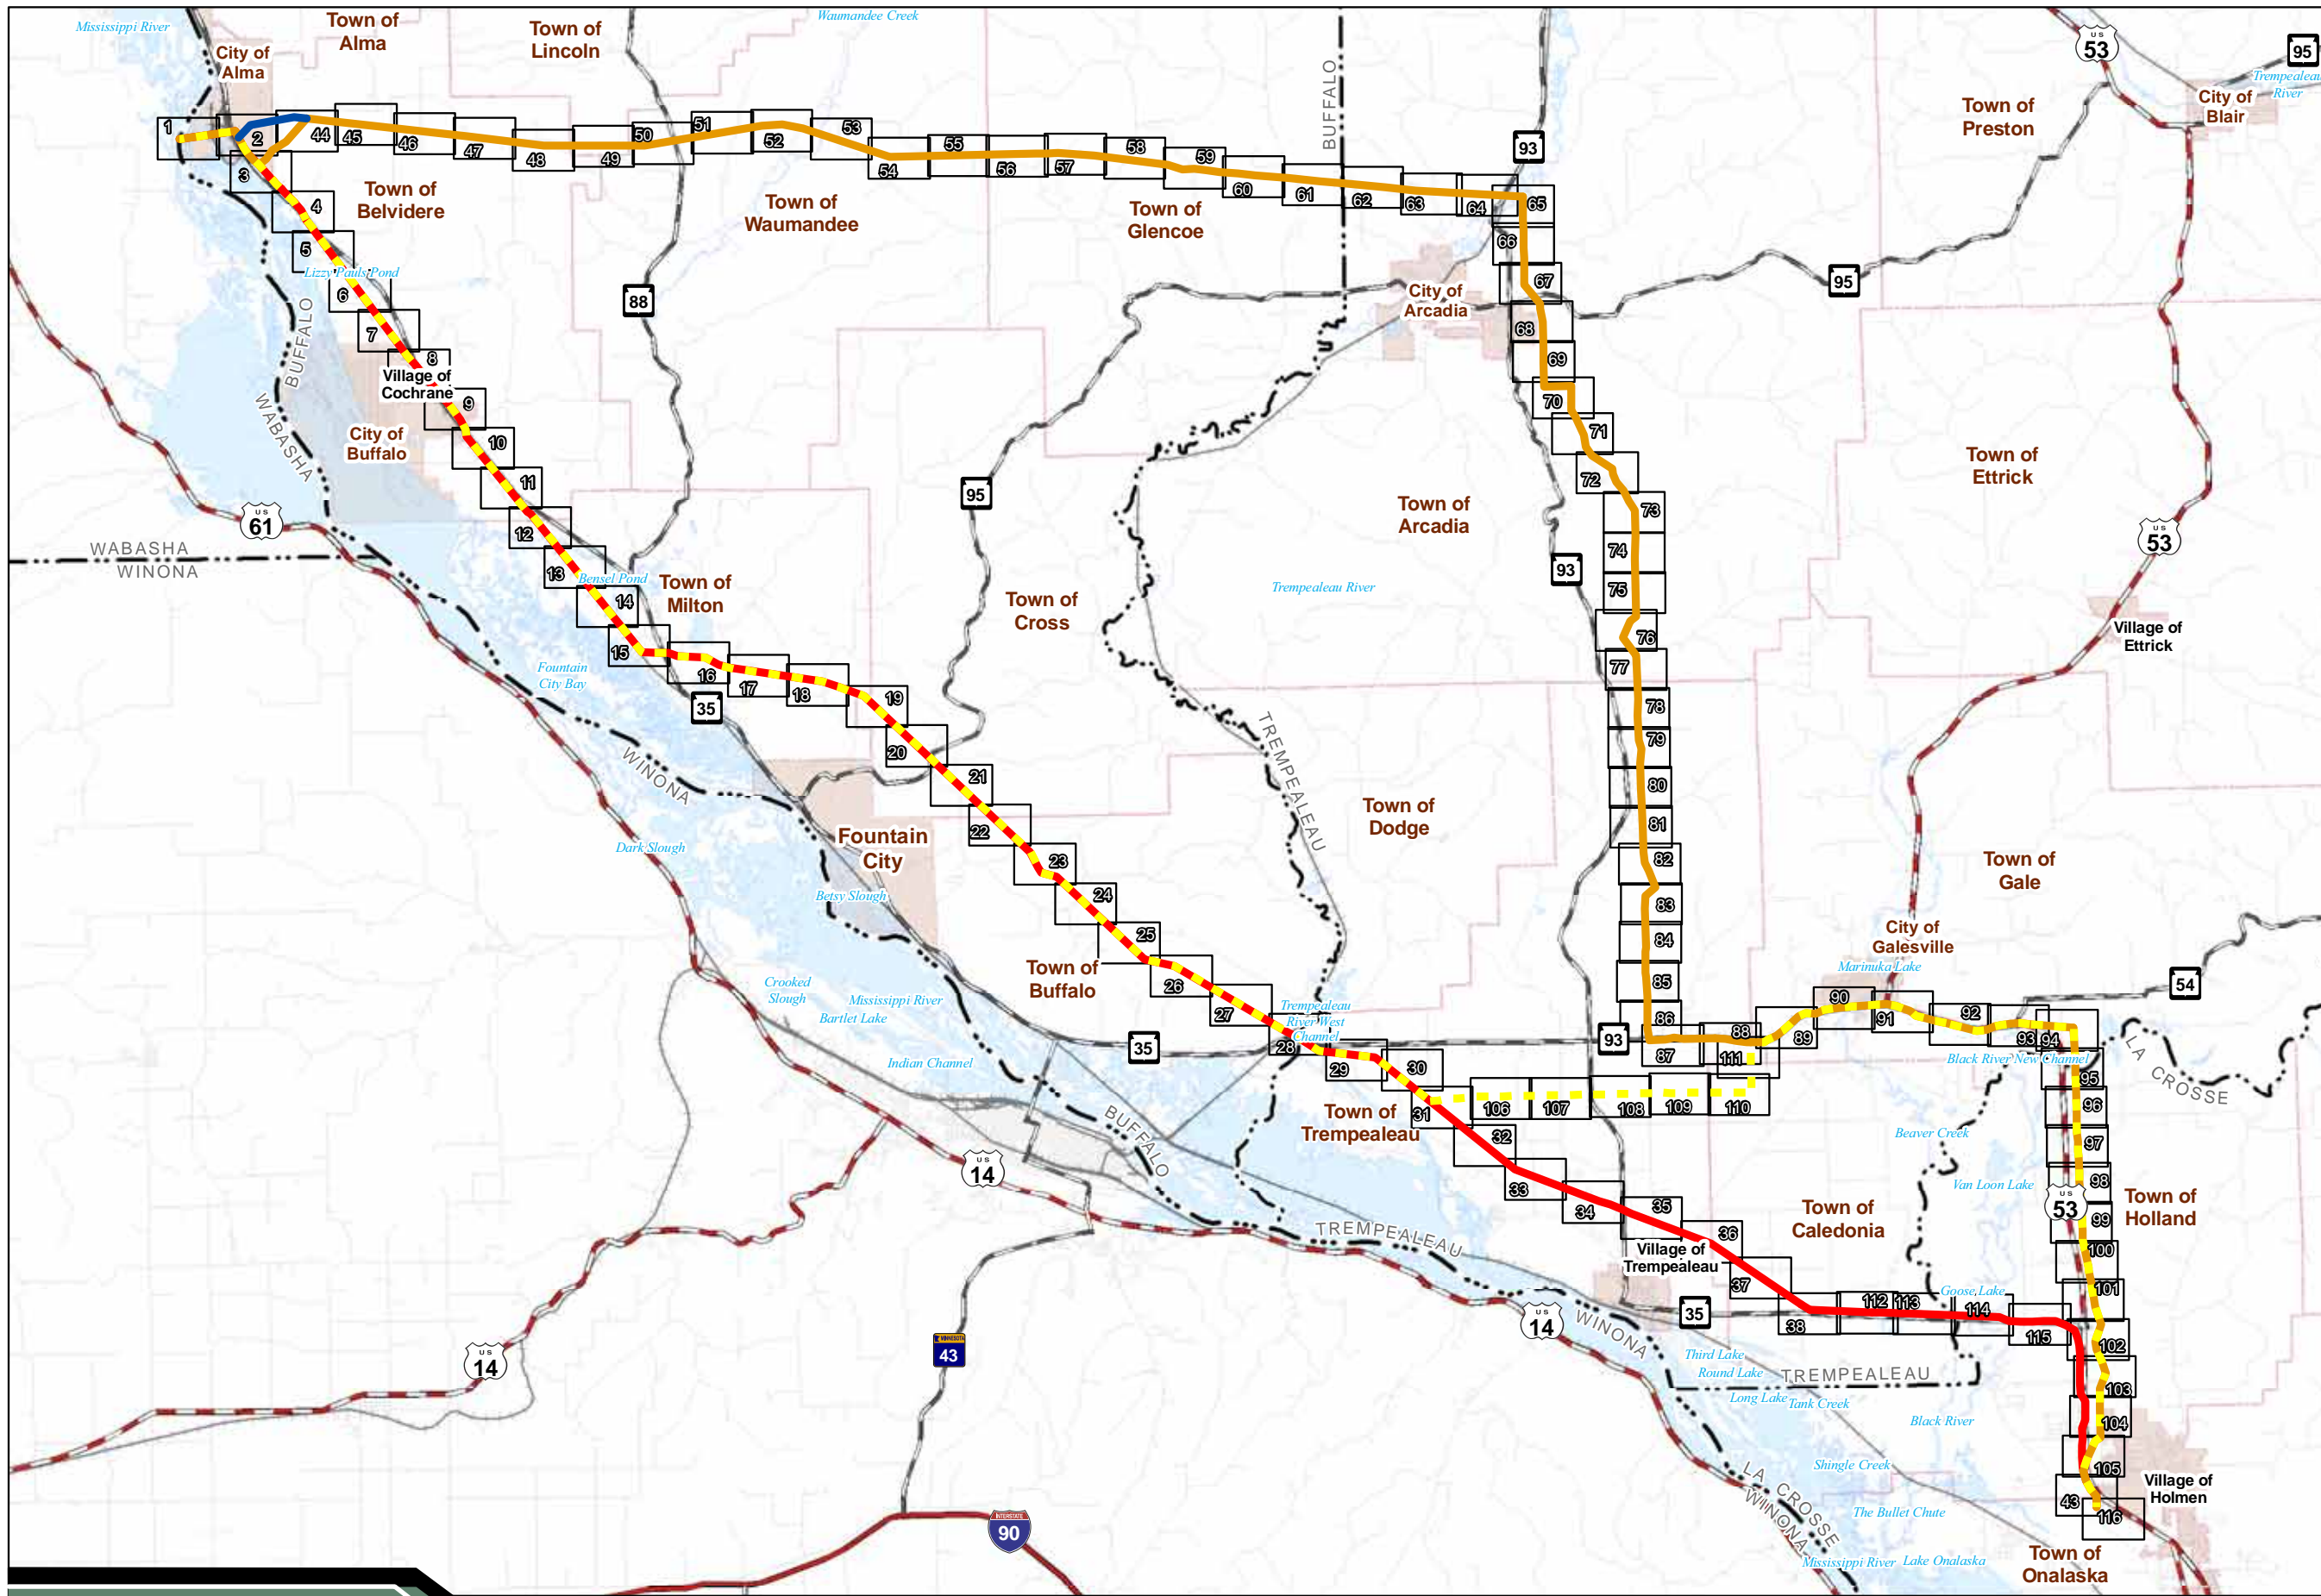 Mississippi River
Town of
Alma
Town of
Lincoln
Waumandee Creek
City of
Alma
BUFFALO
US
53
95
Trempealeau
River
City of
Blair
Town of
Preston
93
1
2
44
45
46
47
48
49
50
51
52
53
54
55
56
57
58
59
60
61
62
63
64
65
3
4
5
Lizzy Pauls Pond
6
7
8
Village of
Cochrane
9
10
11
12
13
14
15
Town of
Belvidere
Town of
Waumandee
Town of
Glencoe
66
67
68
69
70
71
72
73
74
75
76
77
78
79
80
81
82
83
84
85
86
87
88
111
89
90
91
92
93
94
City of
Arcadia
95
88
BUFFALO
WABASHA
City of
Buffalo
US
61
WABASHA
WINONA
95
Town of
Arcadia
Town of
Ettrick
US
53
93
Bensel Pond
Town of
Milton
Town of
Cross
Trempealeau River
Village of
Ettrick
Fountain
City Bay
16
17
18
19
20
21
22
23
24
25
26
27
28
29
30
31
35
WINONA
TREMPEALEAU
Town of
Dodge
Dark Slough
Fountain
City
Betsy Slough
Town of
Gale
City of
Galesville
Marinuka Lake
54
Town of
Buffalo
Crooked
Slough
Mississippi River
Bartlet Lake
Trempealeau
River West
Channel
35
93
Indian Channel
Black River New Channel
LA CROSSE
95
96
97
98
99
100
101
102
103
104
105
43
116
106
107
108
109
110
Town of
Trempealeau
BUFFALO
US
14
32
33
34
35
36
37
38
112
113
114
115
Beaver Creek
Van Loon Lake
US
53
Town of
Holland
Town of
Caledonia
TREMPEALEAU
Village of
Trempealeau
Goose Lake
35
US
14
WINONA
MINNESOTA
43
US
14
Third Lake
Round Lake
TREMPEALEAU
Long Lake
Tank Creek
Black River
Shingle Creek
Village of
Holmen
LA CROSSE
WINONA
The Bullet Chute
INTERSTATE
90
Mississippi River
Lake Onalaska
Town of
Onalaska